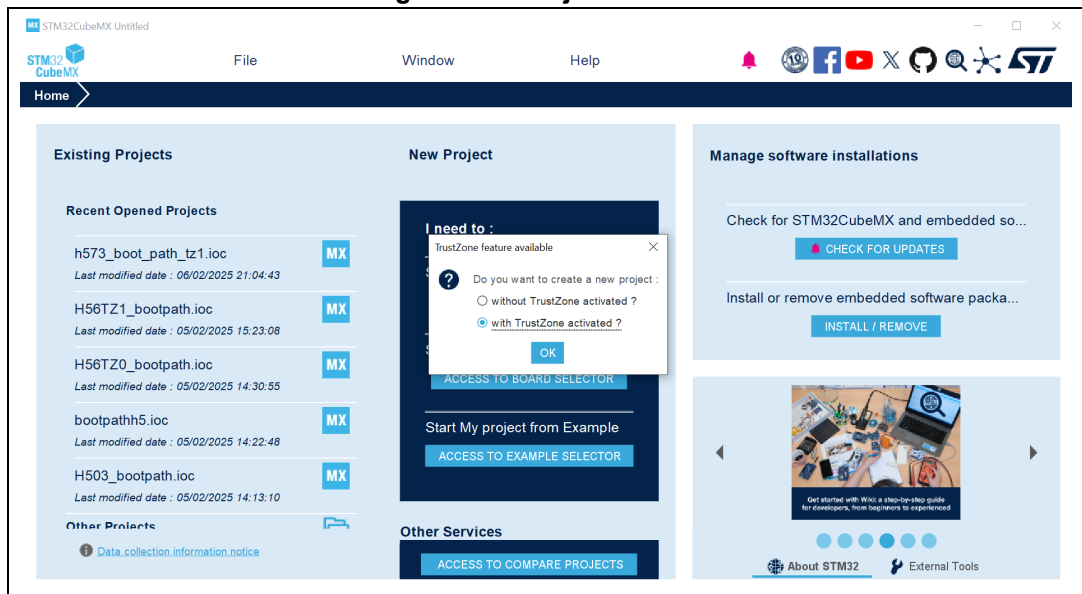 MX STM32CubeMX Untitled
STM32
CubeMX
File
Window
Help
10
Home
Existing Projects
Recent Opened Projects
h573_boot_path_tz1.ioc
MX
Last modified date : 06/02/2025 21:04:43
H56TZ1_bootpath.ioc
MX
Last modified date : 05/02/2025 15:23:08
H56TZ0_bootpath.ioc
MX
Last modified date : 05/02/2025 14:30:55
bootpathh5.ioc
MX
Last modified date : 05/02/2025 14:22:48
H503_bootpath.ioc
MX
Last modified date : 05/02/2025 14:13:10
Other Projects
Data collection information notice
New Project
I need to :
TrustZone feature available
Do you want to create a new project :
without TrustZone activated ?
with TrustZone activated ?
OK
ACCESS TO BOARD SELECTOR
Start My project from Example
ACCESS TO EXAMPLE SELECTOR
Other Services
ACCESS TO COMPARE PROJECTS
Manage software installations
Check for STM32CubeMX and embedded so...
CHECK FOR UPDATES
Install or remove embedded software packa...
INSTALL / REMOVE
Get started with Wiki: a step-by-step guide
for developers, from beginners to experienced
About STM32
External Tools